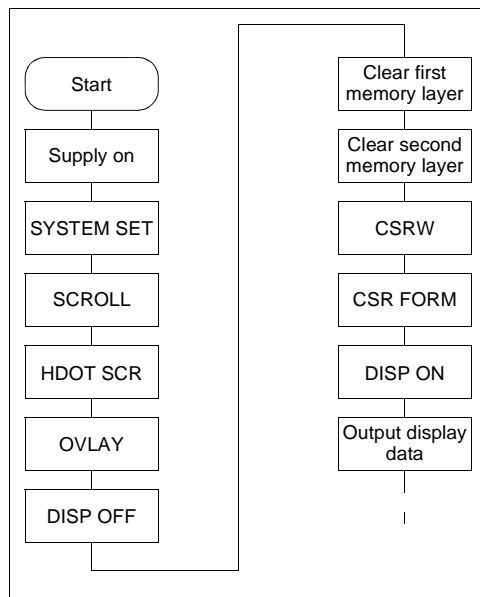 Start
Supply on
SYSTEM SET
SCROLL
HDOT SCR
OVLAY
DISP OFF
Clear first
memory layer
Clear second
memory layer
CSRW
CSR FORM
DISP ON
Output display
data